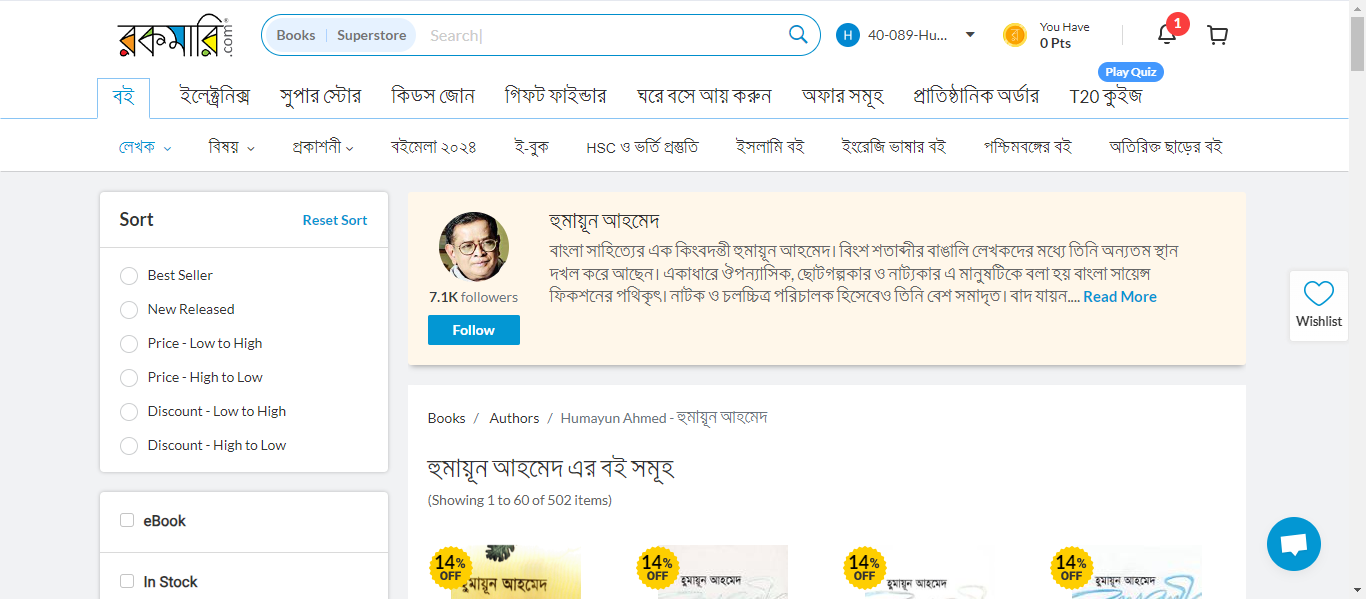 রকমারি.com
Books Superstore Search
H 40-089-Hu...
You Have
0 Pts
1
Play Quiz
বই ইলেক্ট্রনিক্স সুপার স্টোর কিডস জোন গিফট ফাইন্ডার ঘরে বসে আয় করুন অফার সমূহ প্রাতিষ্ঠানিক অর্ডার T20 কুইজ
লেখক বিষয় প্রকাশনী বইমেলা ২০২৪ ই-বুক HSC ও ভর্তি প্রস্তুতি ইসলামি বই ইংরেজি ভাষার বই পশ্চিমবঙ্গের বই অতিরিক্ত ছাড়ের বই
Sort Reset Sort
Best Seller
New Released
Price - Low to High
Price - High to Low
Discount - Low to High
Discount - High to Low
eBook
In Stock
7.1K followers
Follow
হুমায়ূন আহমেদ
বাংলা সাহিত্যের এক কিংবদন্তী হুমায়ূন আহমেদ। বিংশ শতাব্দীর বাঙালি লেখকদের মধ্যে তিনি অন্যতম স্থান
দখল করে আছেন। একাধারে ঔপন্যাসিক, ছোটগল্পকার ও নাট্যকার এ মানুষটিকে বলা হয় বাংলা সায়েন্স
ফিকশনের পথিকৃৎ। নাটক ও চলচ্চিত্র পরিচালক হিসেবেও তিনি বেশ সমাদৃত। বাদ যায়ন.... Read More
Wishlist
Books / Authors / Humayun Ahmed - হুমায়ূন আহমেদ
হুমায়ূন আহমেদ এর বই সমূহ
(Showing 1 to 60 of 502 items)
14% OFF হুমায়ূন আহমেদ
14% OFF হুমায়ূন আহমেদ
14% OFF হুমায়ূন আহমেদ
14% OFF হুমায়ূন আহমেদ